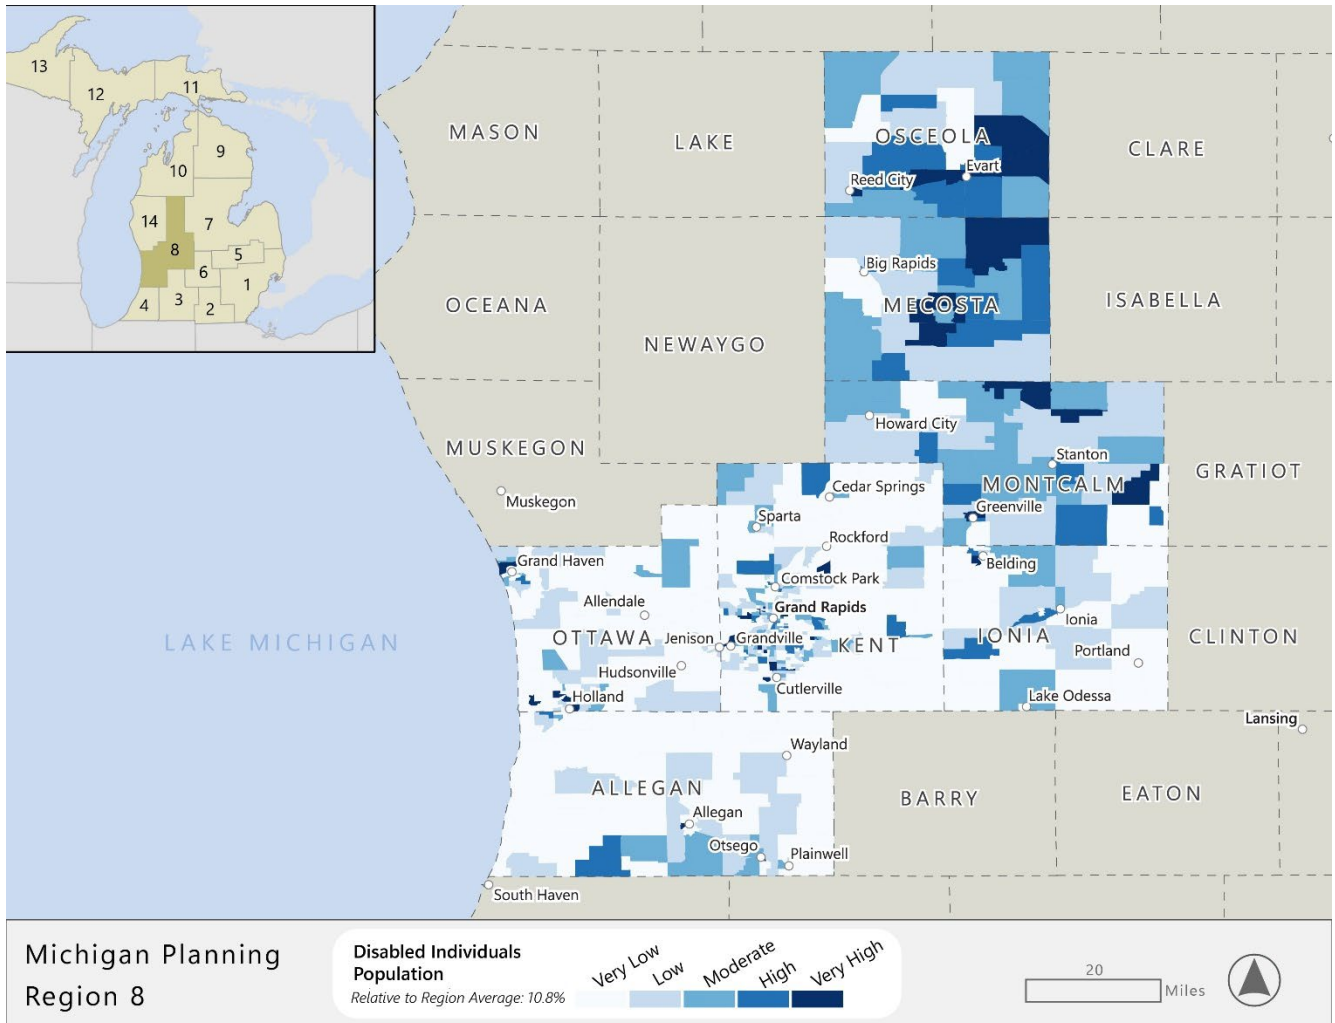 13
12
11
9
10
14
7
8
5
6
1
4
3
2
MASON
LAKE
OSCEOLA
CLARE
Evart
Reed City
Big Rapids
OCEANA
MECOSTA
ISABELLA
NEWAYGO
Howard City
MUSKEGON
Stanton
GRATIOT
Muskegon
Cedar Springs
MONTCALM
Sparta
Greenville
Rockford
Grand Haven
Belding
Comstock Park
Allendale
Grand Rapids
Ionia
LAKE MICHIGAN
OTTAWA
Jenison
Grandville
KENT
IONIA
CLINTON
Hudsonville
Portland
Cutlerville
Holland
Lake Odessa
Lansing
Wayland
ALLEGAN
BARRY
EATON
Allegan
Otsego
Plainwell
South Haven
Michigan Planning
Region 8
Disabled Individuals
Population
Relative to Region Average: 10.8%
Very Low
Low
Moderate
High
Very High
20
Miles